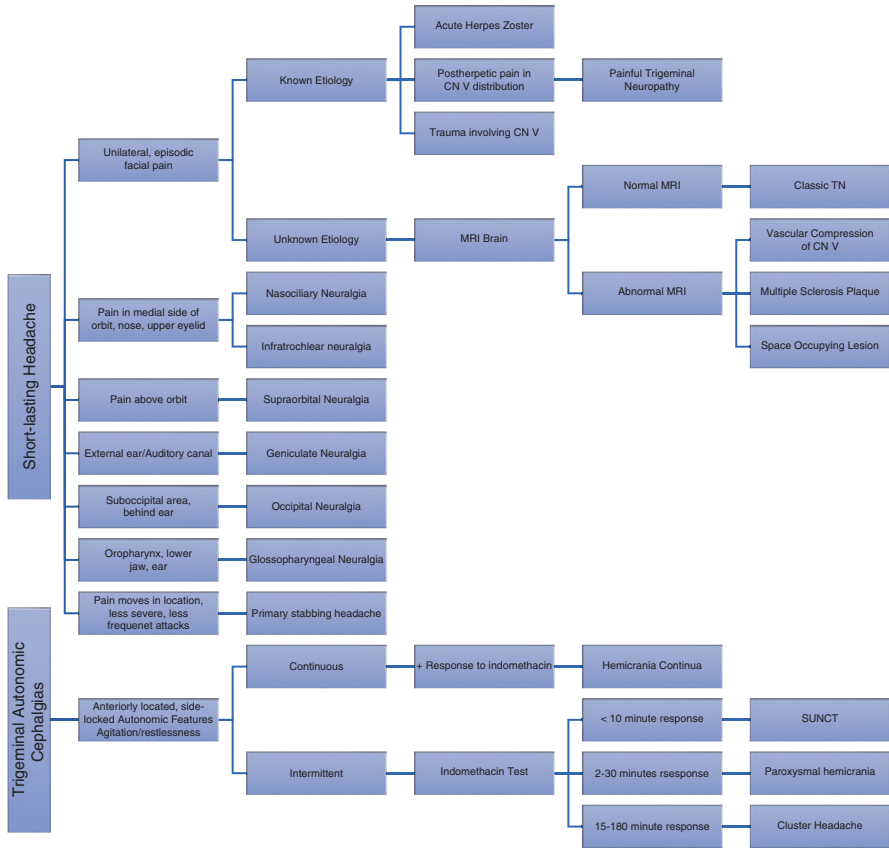 Short-lasting Headache
Unilateral, episodic
facial pain
Known Etiology
Acute Herpes Zoster
Postherpetic pain in
CN V distribution
Painful Trigeminal
Neuropathy
Trauma involving CN V
Unknown Etiology
MRI Brain
Normal MRI
Classic TN
Abnormal MRI
Vascular Compression
of CN V
Multiple Sclerosis Plaque
Space Occupying Lesion
Pain in medial side of
orbit, nose, upper eyelid
Nasociliary Neuralgia
Infratrochlear neuralgia
Pain above orbit
Supraorbital Neuralgia
External ear/Auditory canal
Geniculate Neuralgia
Suboccipital area,
behind ear
Occipital Neuralgia
Oropharynx, lower
jaw, ear
Glossopharyngeal Neuralgia
Pain moves in location,
less severe, less
frequenet attacks
Primary stabbing headache
Trigeminal Autonomic
Cephalgias
Anteriorly located, side-
locked Autonomic Features
Agitation/restlessness
Continuous
+ Response to indomethacin
Hemicrania Continua
Intermittent
Indomethacin Test
< 10 minute response
SUNCT
2-30 minutes rsesponse
Paroxysmal hemicrania
15-180 minute response
Cluster Headache